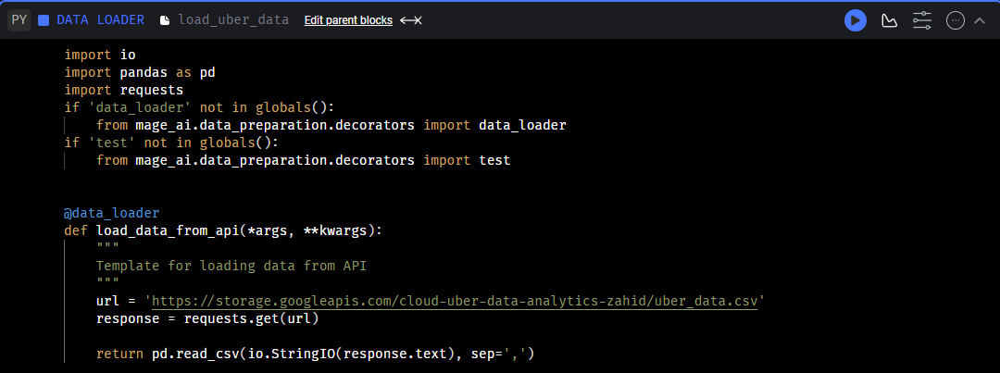 PY DATA LOADER load_uber_data Edit parent blocks
import io
import pandas as pd
import requests
if 'data_loader' not in globals():
    from mage_ai.data_preparation.decorators import data_loader
if 'test' not in globals():
    from mage_ai.data_preparation.decorators import test
@data_loader
def load_data_from_api(*args, **kwargs):
    """
    Template for loading data from API
    """
    url = 'https://storage.googleapis.com/cloud-uber-data-analytics-zahid/uber_data.csv'
    response = requests.get(url)
    return pd.read_csv(io.StringIO(response.text), sep=',')